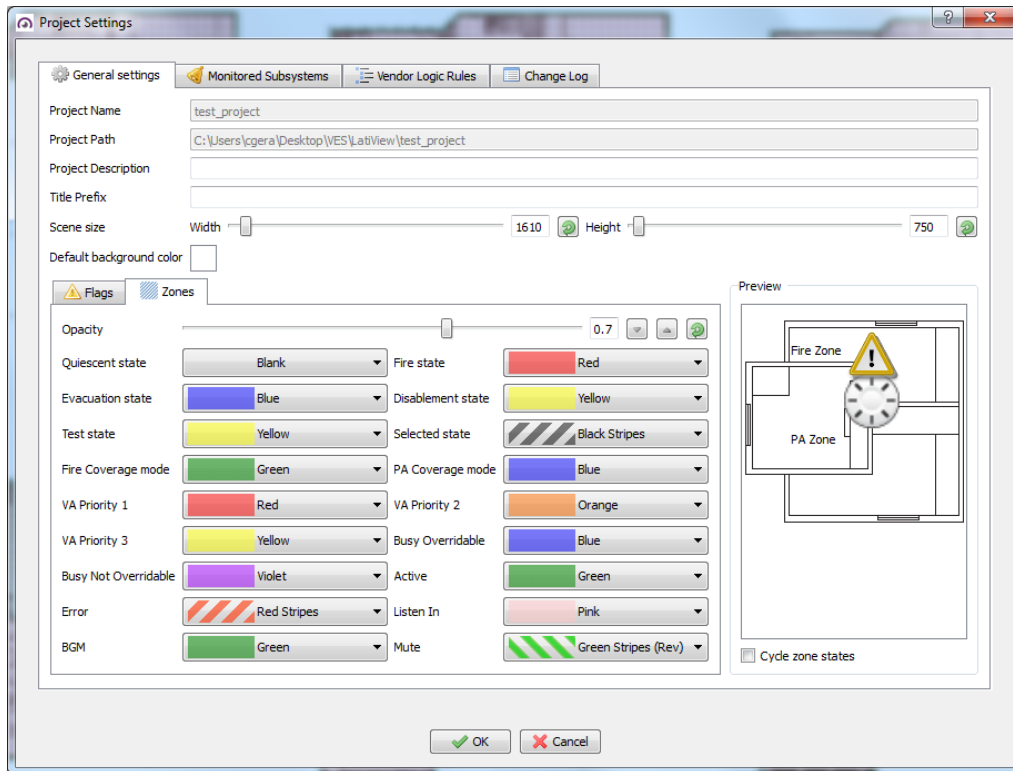 Project Settings
General settings
Monitored Subsystems
Vendor Logic Rules
Change Log
Project Name
test_project
Project Path
C:\Users\cgera\Desktop\VES\LatiView\test_project
Project Description
Title Prefix
Scene size
Width
1610
Height
750
Default background color
Flags
Zones
Opacity
0.7
Quiescent state
Blank
Fire state
Red
Evacuation state
Blue
Disablement state
Yellow
Test state
Yellow
Selected state
Black Stripes
Fire Coverage mode
Green
PA Coverage mode
Blue
VA Priority 1
Red
VA Priority 2
Orange
VA Priority 3
Yellow
Busy Overridable
Blue
Busy Not Overridable
Violet
Active
Green
Error
Red Stripes
Listen In
Pink
BGM
Green
Mute
Green Stripes (Rev)
Preview
Fire Zone
PA Zone
Cycle zone states
OK
Cancel